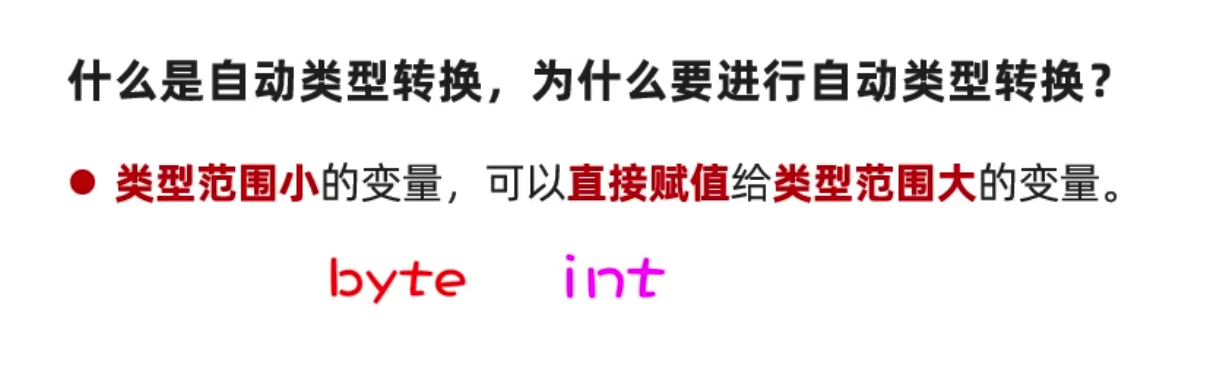 什么是自动类型转换，为什么要进行自动类型转换？
● 类型范围小的变量，可以直接赋值给类型范围大的变量。
byte int